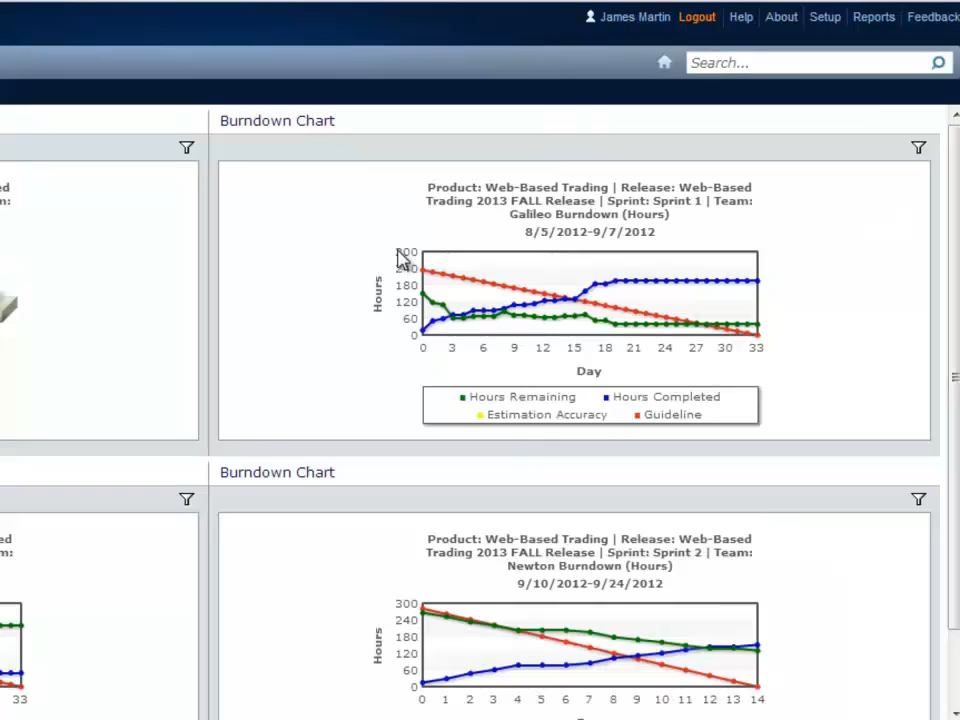 James Martin Logout Help About Setup Reports Feedback
Search...
Burndown Chart
ed
n:
Product: Web-Based Trading | Release: Web-Based
Trading 2013 FALL Release | Sprint: Sprint 1 | Team:
Galileo Burndown (Hours)
8/5/2012-9/7/2012
300
240
180
120
60
0
Hours
0 3 6 9 12 15 18 21 24 27 30 33
Day
Hours Remaining Hours Completed
Estimation Accuracy Guideline
Burndown Chart
ed
m:
33
Product: Web-Based Trading | Release: Web-Based
Trading 2013 FALL Release | Sprint: Sprint 2 | Team:
Newton Burndown (Hours)
9/10/2012-9/24/2012
300
240
180
120
60
0
Hours
0 1 2 3 4 5 6 7 8 9 10 11 12 13 14